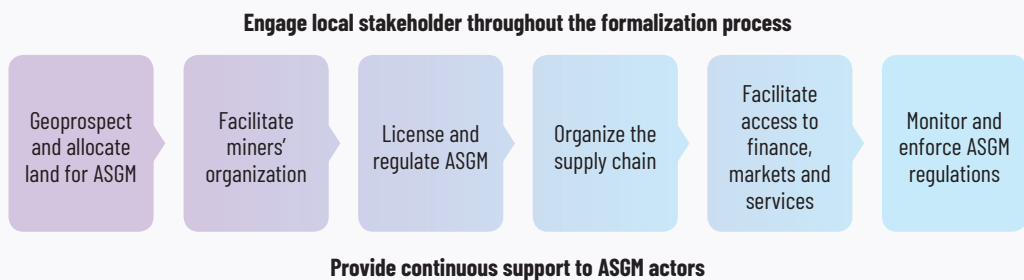 Engage local stakeholder throughout the formalization process
Geoprospect
and allocate
land for ASGM
Facilitate
miners’
organization
License and
regulate ASGM
Organize the
supply chain
Facilitate
access to
finance,
markets and
services
Monitor and
enforce ASGM
regulations
Provide continuous support to ASGM actors